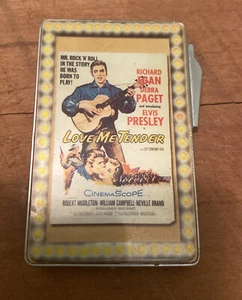 MR. ROCK 'N' ROLL
IN THE STORY
HE WAS
BORN TO
PLAY!
RICHARD
EGAN
DEBRA
PAGET
and introducing
ELVIS
PRESLEY
LOVE ME TENDER
CINEMASCOPE
ROBERT MIDDLETON · WILLIAM CAMPBELL · NEVILLE BRAND